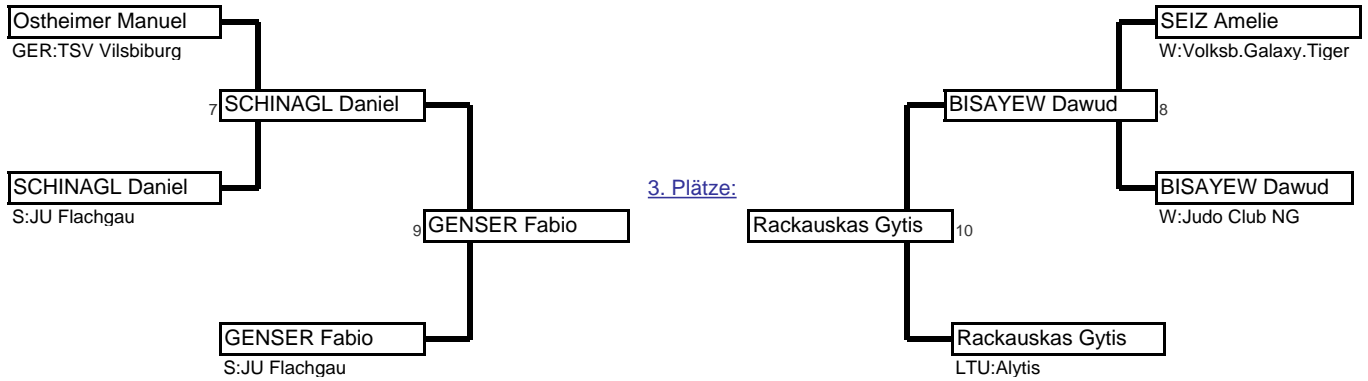 Ostheimer Manuel
GER:TSV Vilsbiburg
7 SCHINAGL Daniel
SCHINAGL Daniel
S:JU Flachgau
9 GENSER Fabio
GENSER Fabio
S:JU Flachgau
3. Plätze:
SEIZ Amelie
W:Volksb.Galaxy.Tiger
BISAYEW Dawud 8
BISAYEW Dawud
W:Judo Club NG
Rackauskas Gytis 10
Rackauskas Gytis
LTU:Alytis